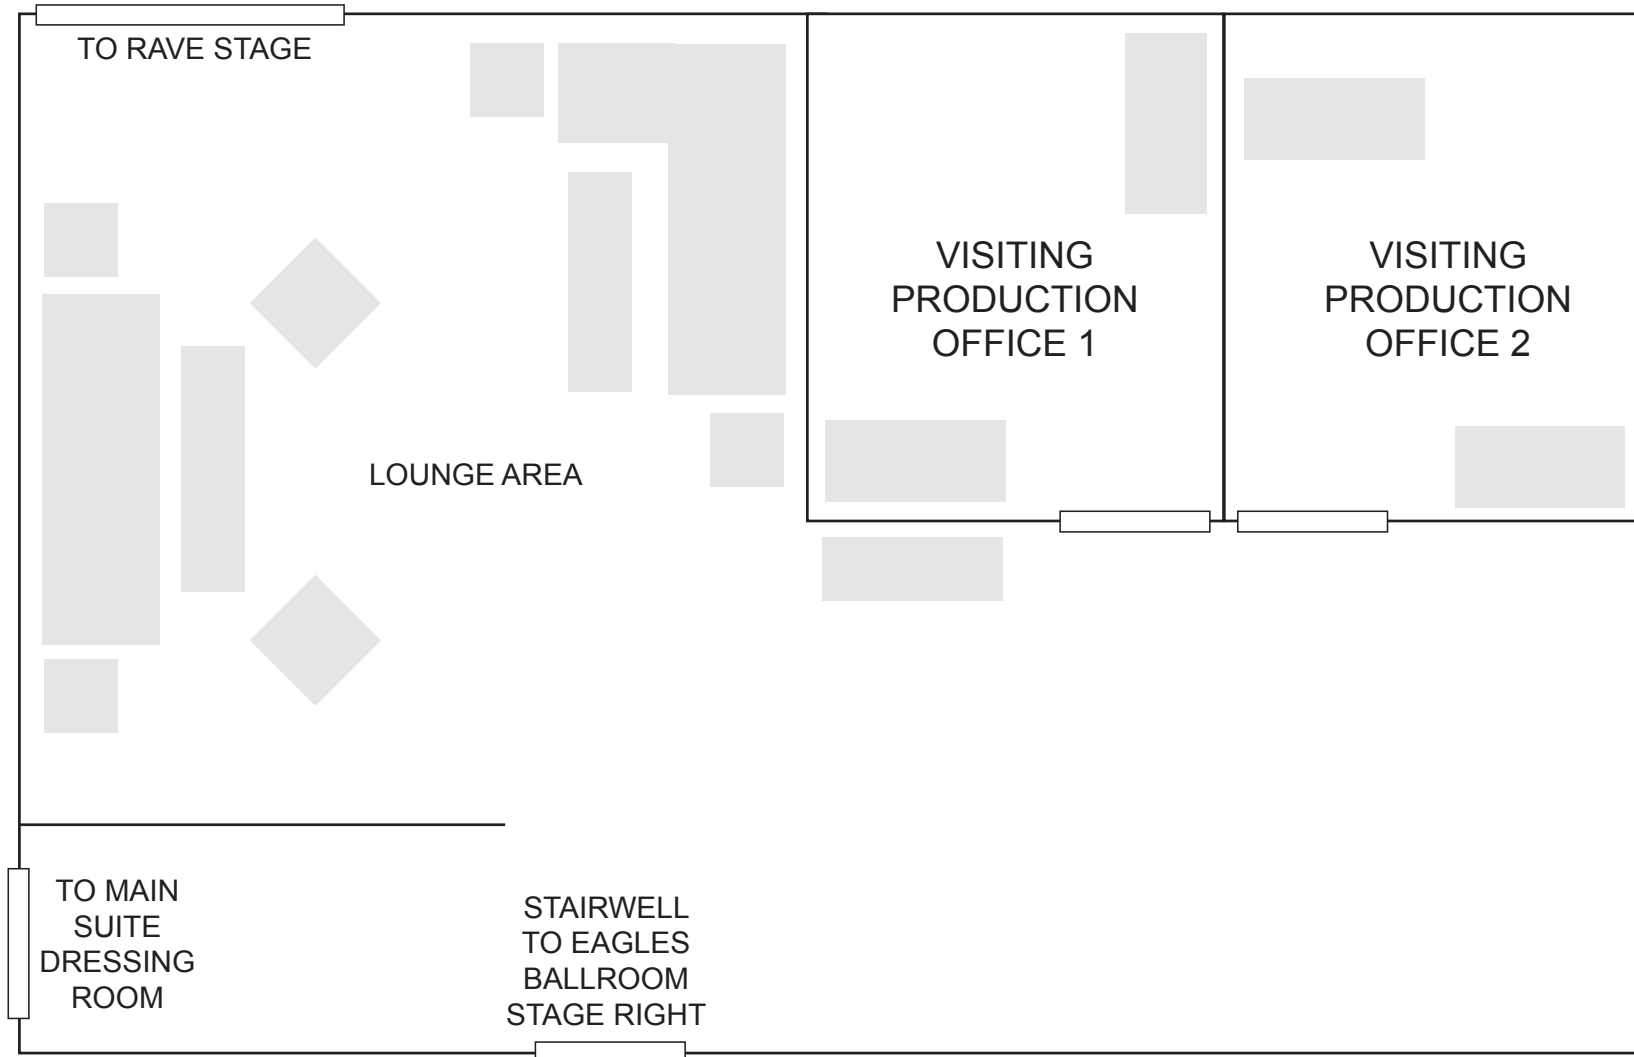 TO RAVE STAGE
VISITING
PRODUCTION
OFFICE 1
VISITING
PRODUCTION
OFFICE 2
LOUNGE AREA
TO MAIN
SUITE
DRESSING
ROOM
STAIRWELL
TO EAGLES
BALLROOM
STAGE RIGHT